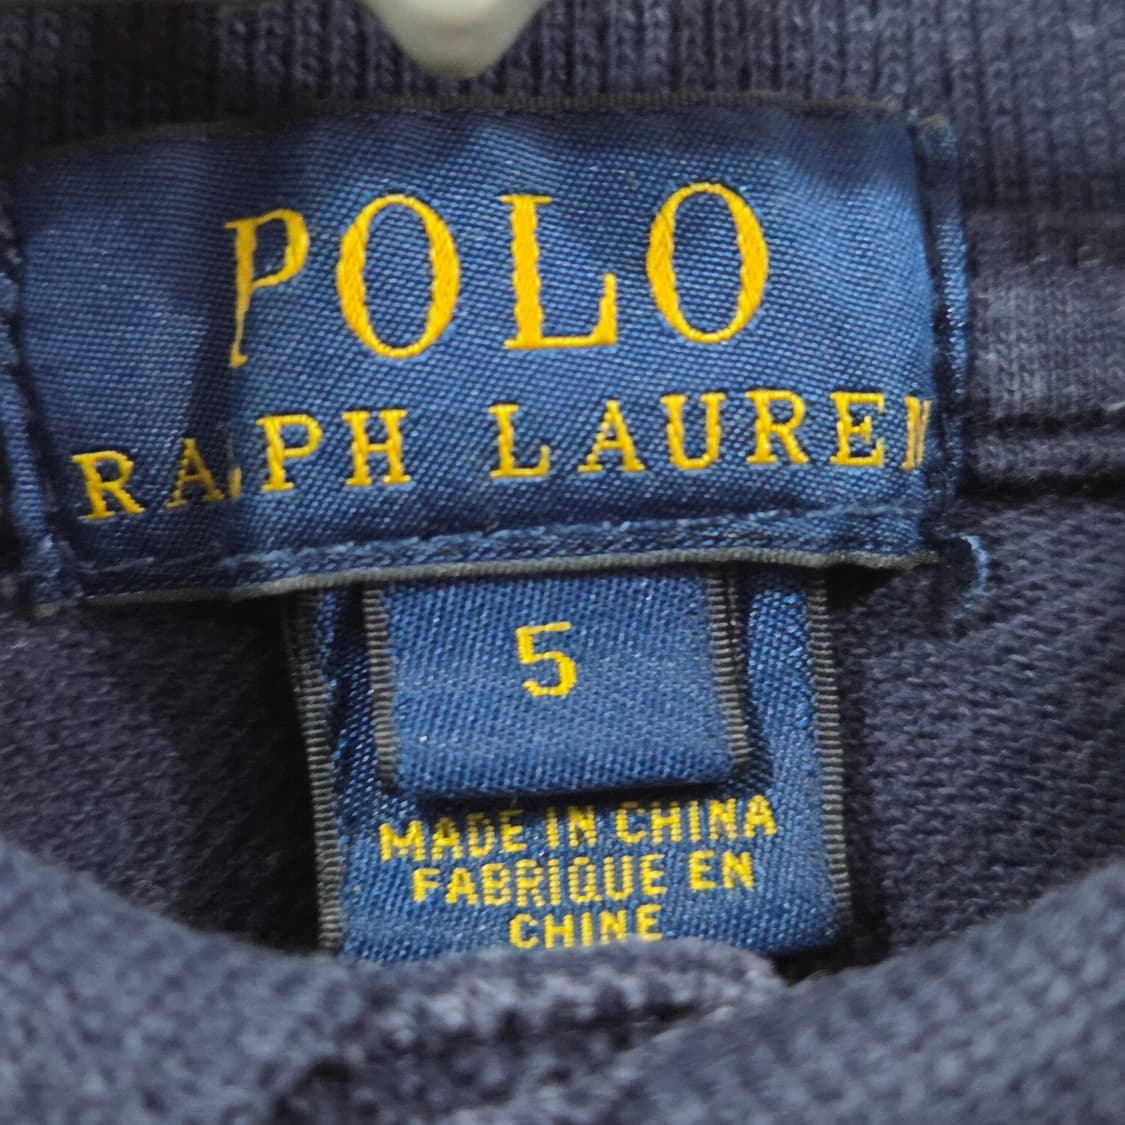 POLO
RALPH LAUREN
5
MADE IN CHINA
FABRIQUE EN
CHINE